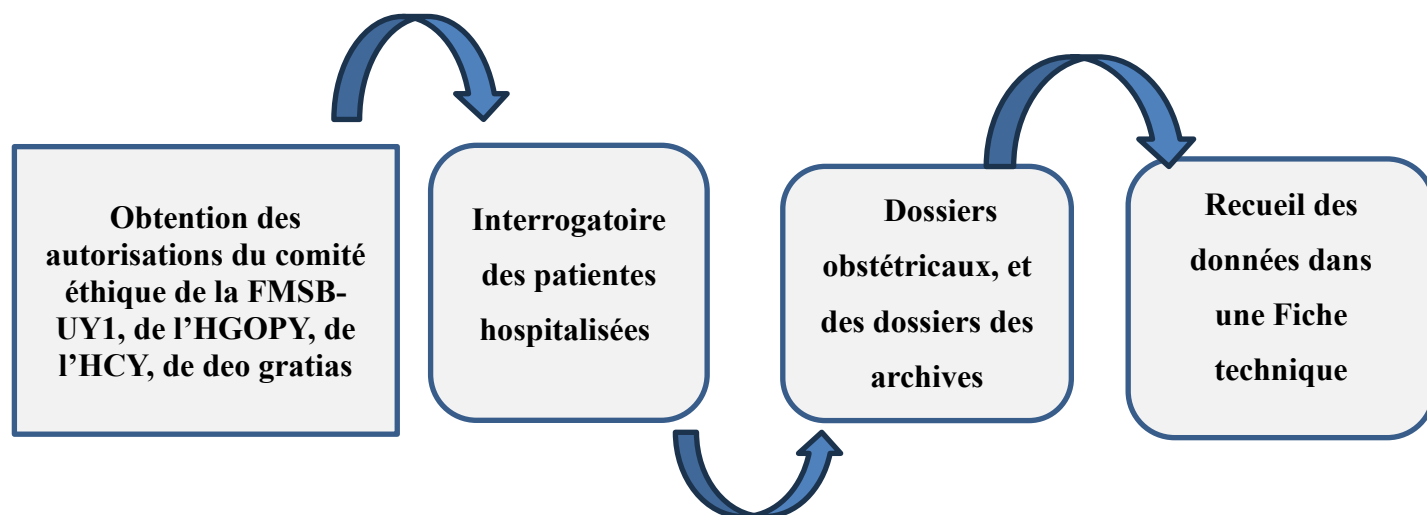 Obtention des
autorisations du comité
éthique de la FMSB-
UY1, de l’HGOPY, de
l’HCY, de deo gratias
Interrogatoire
des patientes
hospitalisées
Dossiers
obstétricaux, et
des dossiers des
archives
Recueil des
données dans
une Fiche
technique